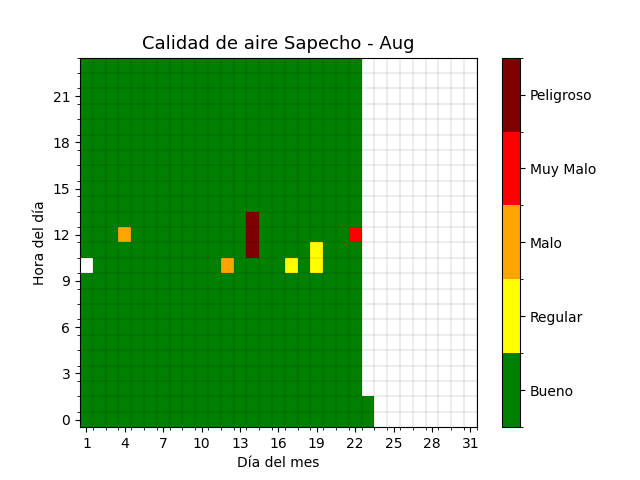 Calidad de aire Sapecho - Aug
21
18
15
12
9
6
3
0
Hora del día
1 4 7 10 13 16 19 22 25 28 31
Día del mes
Peligroso
Muy Malo
Malo
Regular
Bueno